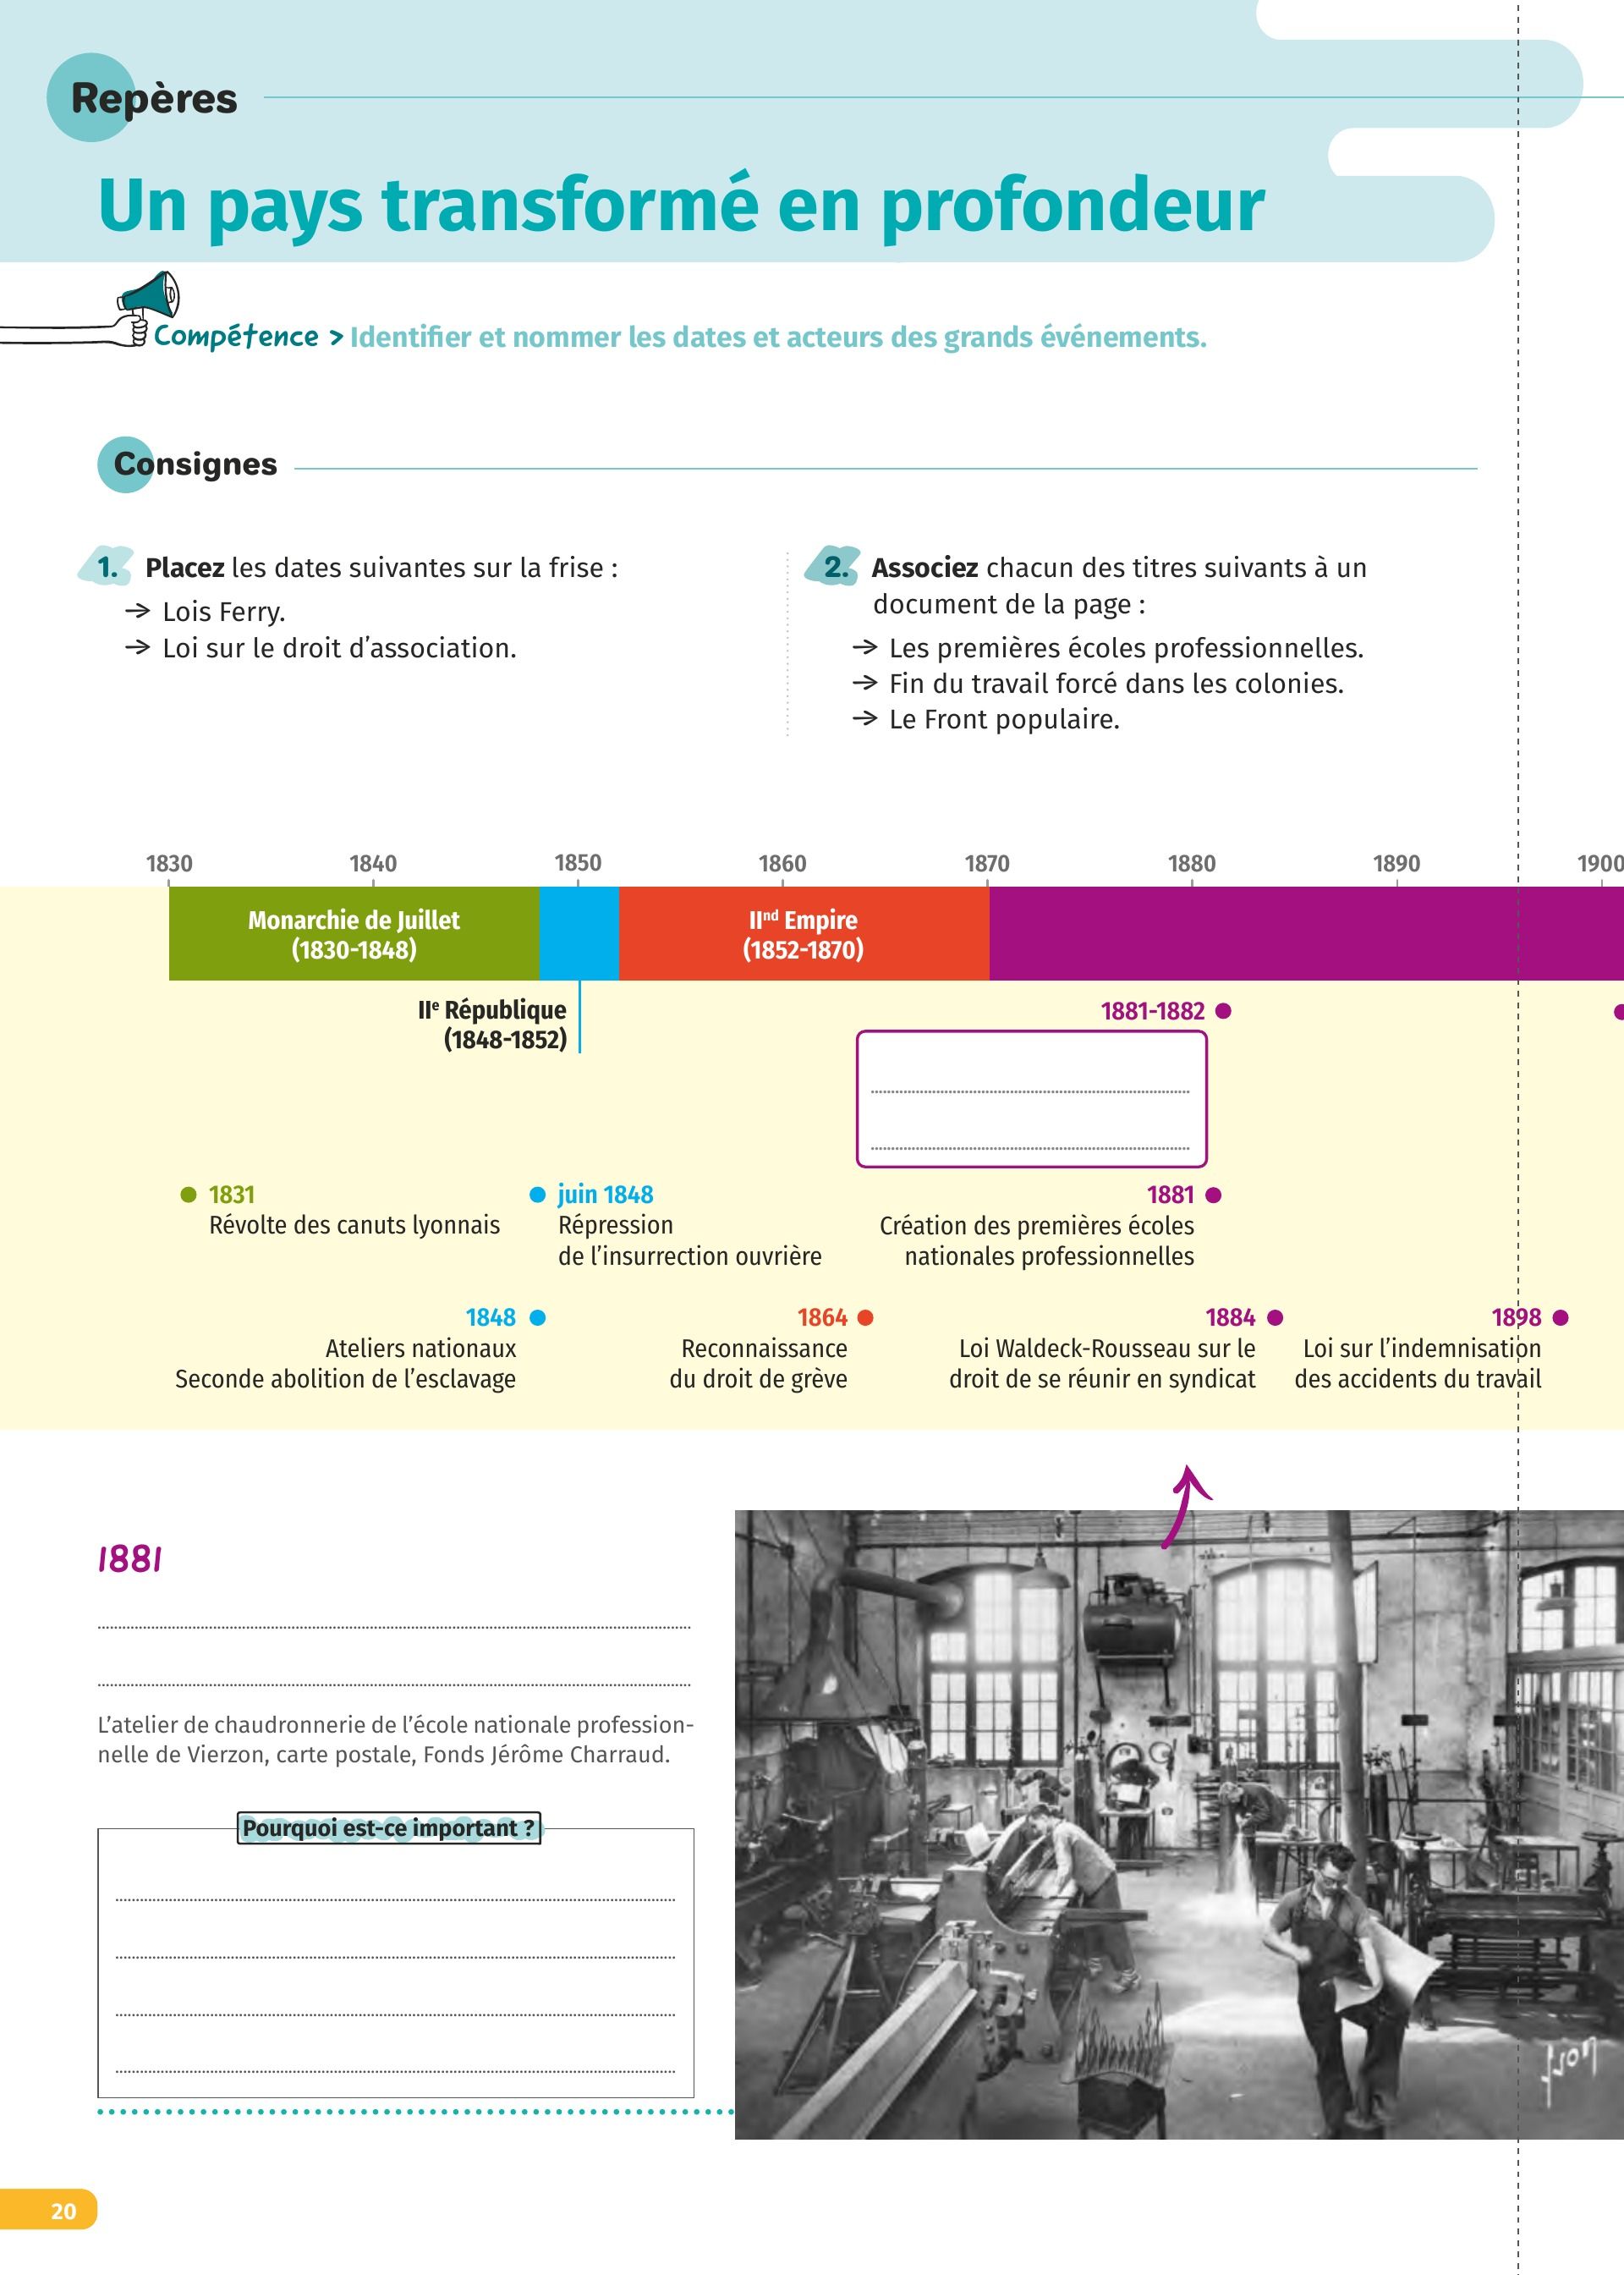 Repères
Un pays transformé en profondeur
Compétence > Identifier et nommer les dates et acteurs des grands événements.
Consignes
1. Placez les dates suivantes sur la frise :
→ Lois Ferry.
→ Loi sur le droit d’association.
2. Associez chacun des titres suivants à un
document de la page :
→ Les premières écoles professionnelles.
→ Fin du travail forcé dans les colonies.
→ Le Front populaire.
1830 1840 1850 1860 1870 1880 1890 1900
Monarchie de Juillet
(1830-1848)
IInd Empire
(1852-1870)
IIe République
(1848-1852)
1881-1882
1831
Révolte des canuts lyonnais
juin 1848
Répression
de l’insurrection ouvrière
1881
Création des premières écoles
nationales professionnelles
1848
Ateliers nationaux
Seconde abolition de l’esclavage
1864
Reconnaissance
du droit de grève
1884
Loi Waldeck-Rousseau sur le
droit de se réunir en syndicat
1898
Loi sur l’indemnisation
des accidents du travail
1881
L’atelier de chaudronnerie de l’école nationale profession-
nelle de Vierzon, carte postale, Fonds Jérôme Charraud.
Pourquoi est-ce important ?
20